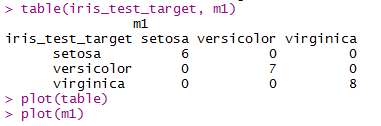 > table(iris_test_target, m1)
m1
iris_test_target setosa versicolor virginica
setosa 6 0 0
versicolor 0 7 0
virginica 0 0 8
> plot(table)
> plot(m1)